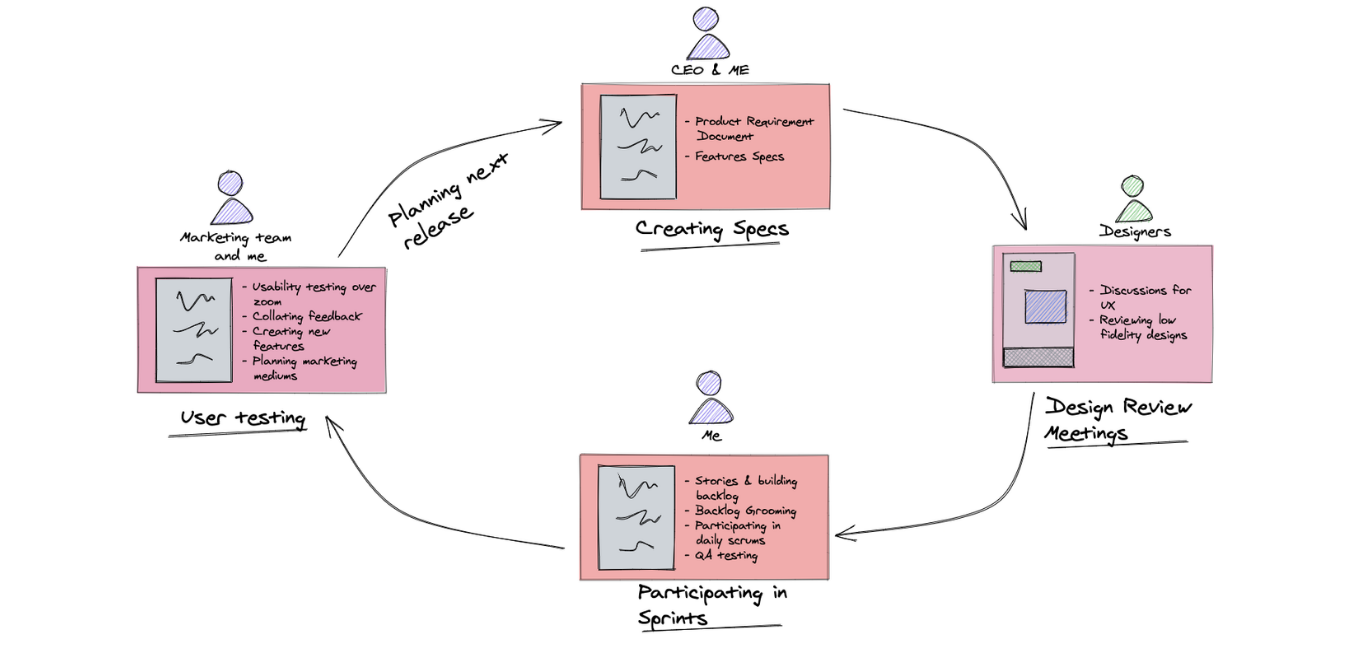 CEO & ME
- Product Requirement
Document
- Features Specs
Creating Specs
Designers
- Discussions for
UX
- Reviewing low
fidelity designs
Design Review
Meetings
Me
- Stories & building
backlog
- Backlog Grooming
- Participating in
daily scrums
- QA testing
Participating in
Sprints
Marketing team
and me
- Usability testing over
zoom
- Collating feedback
- Creating new
features
- Planning marketing
mediums
User testing
Planning next
release